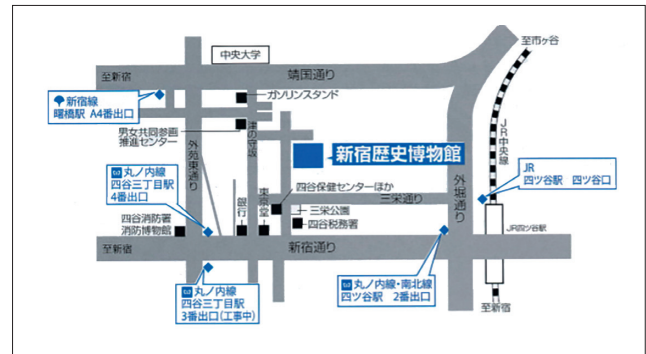 中央大学
至市ヶ谷
靖国通り
至新宿
新宿線
曙橋駅 A4番出口
ガソリンスタンド
男女共同参画
推進センター
津の守坂
外苑東通り
新宿歴史博物館
JR中央線
JR
四ツ谷駅 四ツ谷口
丸ノ内線
四谷三丁目駅
4番出口
四谷保健センターほか
三栄通り
外堀通り
三栄公園
四谷税務署
銀行
東京堂
四谷消防署
消防博物館
至新宿
新宿通り
JR四ツ谷駅
丸ノ内線
四谷三丁目駅
3番出口(工事中)
丸ノ内線・南北線
四ツ谷駅 2番出口
至新宿